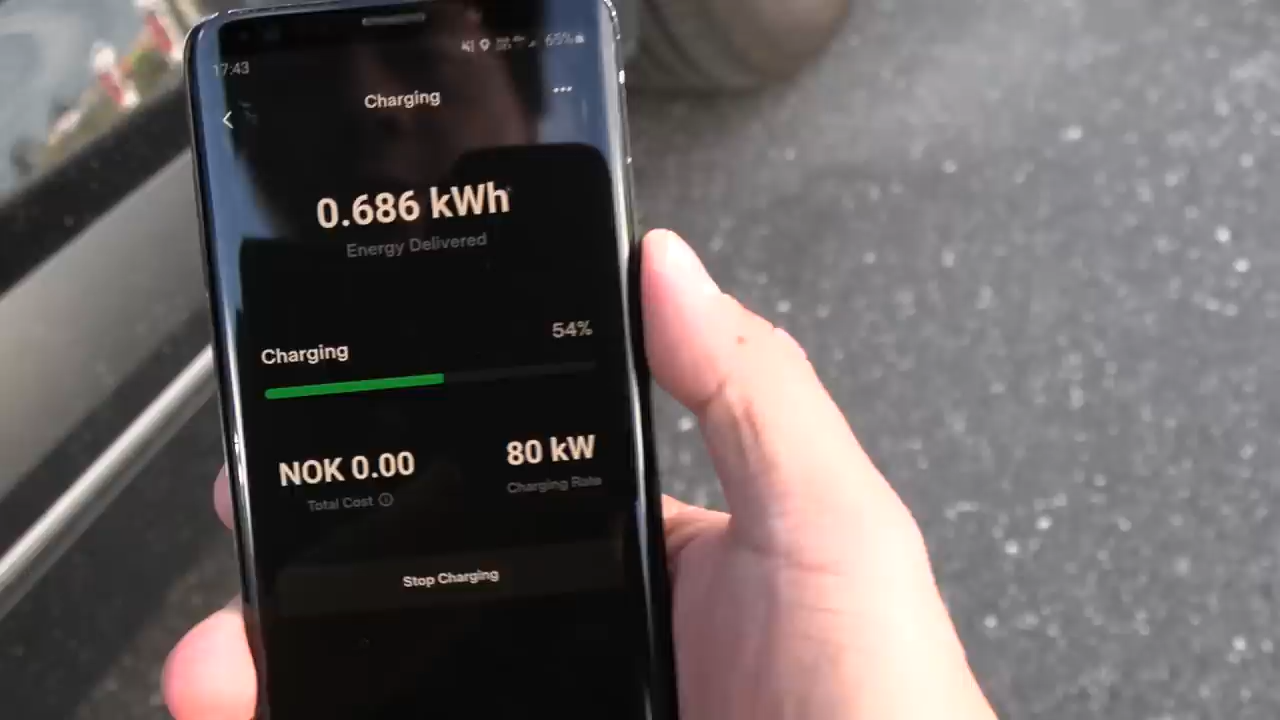 65%
17:43
Charging
0.686 kWh
Energy Delivered
54%
Charging
NOK 0.00
80 kW
Total Cost
Charging Rate
Stop Charging